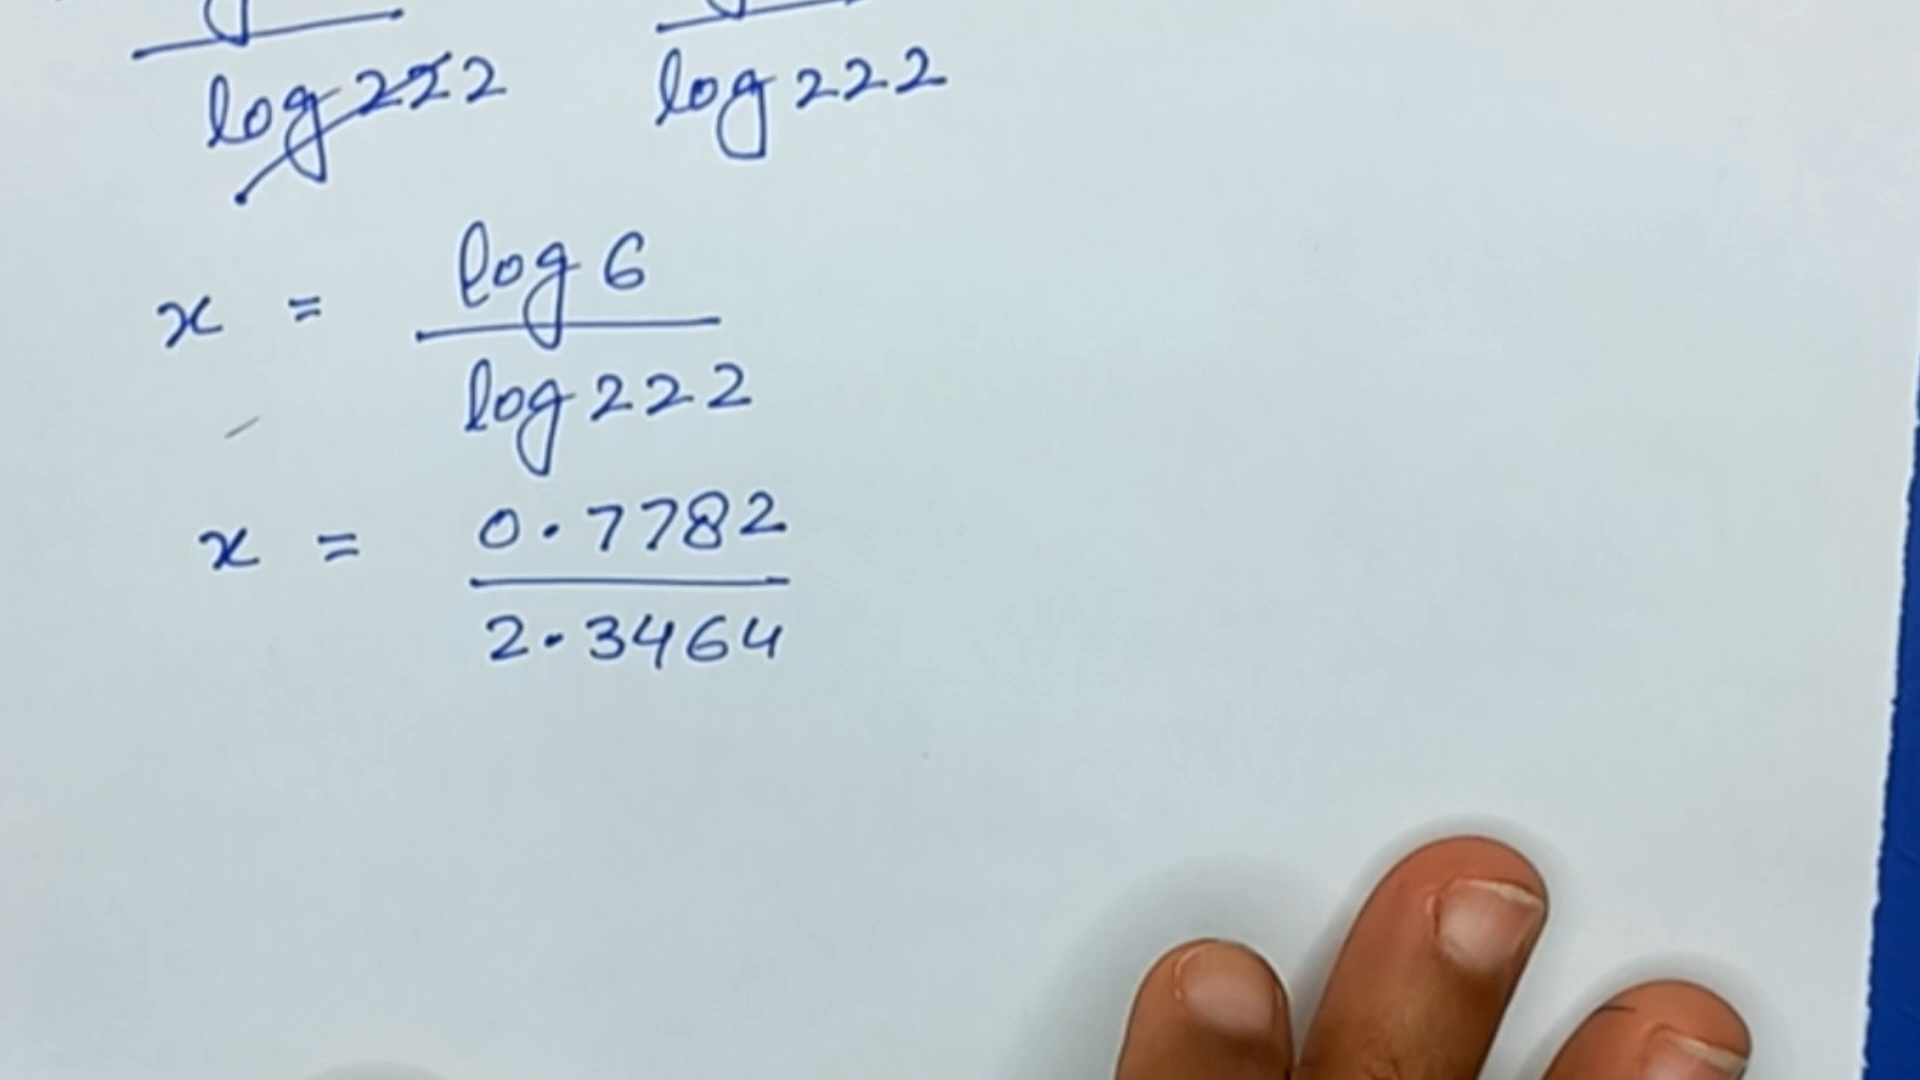 log 222 log 222
x = log 6
log 222
x = 0.7782
2.3464